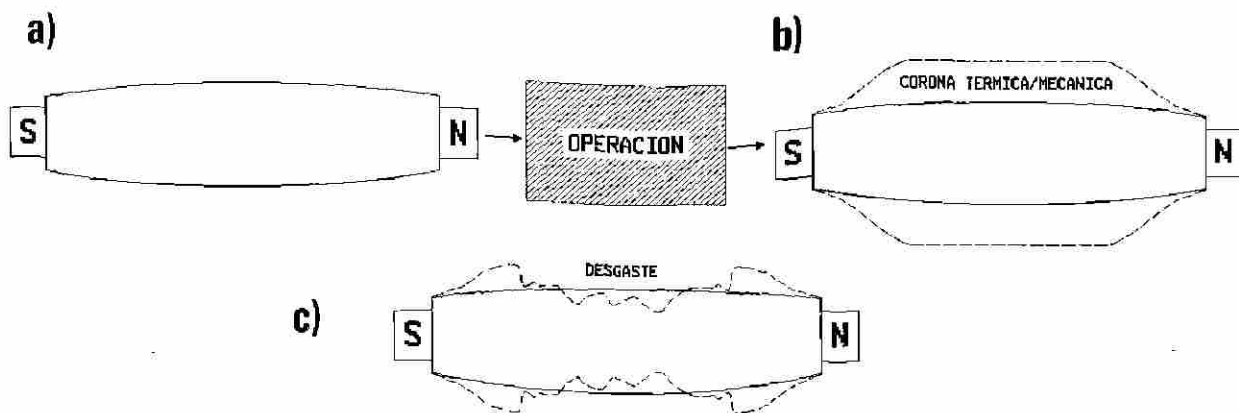 a)
S
N
OPERACION
b)
CORONA TERMICA/MECANICA
S
N
c)
DESGASTE
S
N